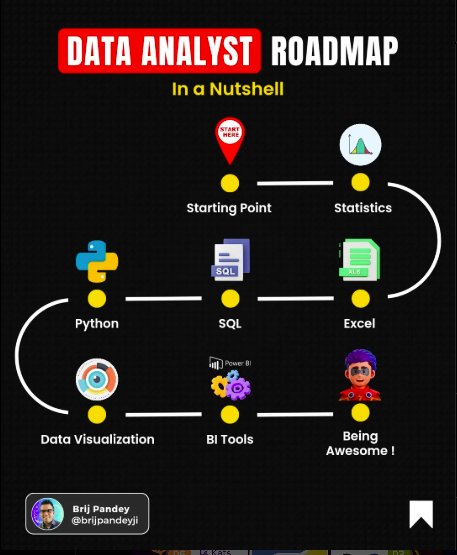 DATA ANALYST ROADMAP
In a Nutshell
START
HERE
Starting Point
Statistics
Python
SQL
SQL
XLS
Excel
Data Visualization
Power BI
BI Tools
Being
Awesome !
Brij Pandey
@brijpandeyji